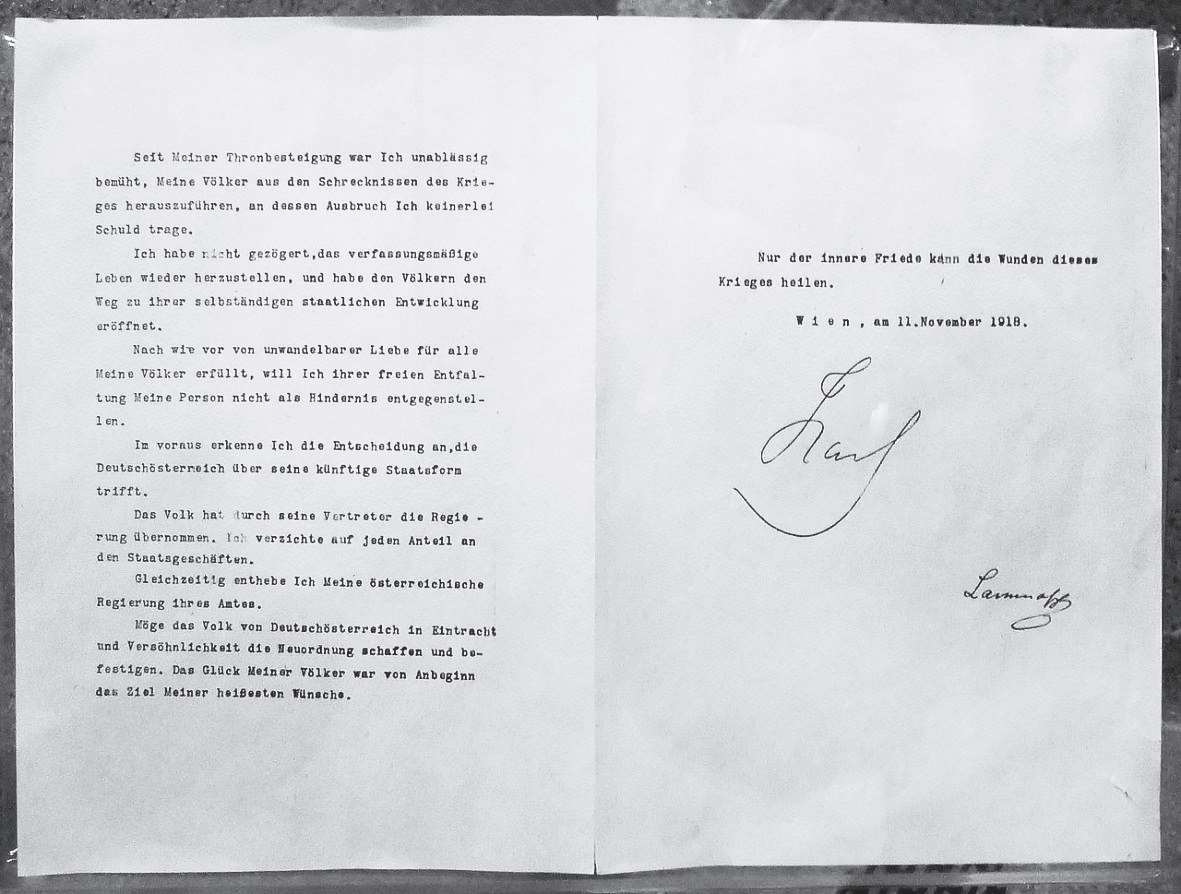 Seit Meiner Thronbesteigung war Ich unablässig
bemüht, Meine Völker aus den Schrecknissen des Krie-
ges herauszuführen, an dessen Ausbruch Ich keinerlei
Schuld trage.
Ich habe nicht gezögert,das verfassungsmäßige
Leben wieder herzustellen, und habe den Völkern den
Weg zu ihrer selbständigen staatlichen Entwicklung
eröffnet.
Nach wie vor von unwandelbarer Liebe für alle
Meine Völker erfüllt, will Ich ihrer freien Entfal-
tung Meine Person nicht als Hindernis entgegenstel-
len.
Im voraus erkenne Ich die Entscheidung an,die
Deutschösterreich über seine künftige Staatsform
trifft.
Das Volk hat durch seine Vertreter die Regie -
rung übernommen. Ich verzichte auf jeden Anteil an
den Staatsgeschäften.
Gleichzeitig enthebe Ich Meine österreichische
Regierung ihres Amtes.
Möge das Volk von Deutschösterreich in Eintracht
und Versöhnlichkeit die Neuordnung schaffen und be-
festigen. Das Glück Meiner Völker war von Anbeginn
das Ziel Meiner heißesten Wünsche.
Nur der innere Friede kann die Wunden dieses
Krieges heilen.
W i e n , am 11.November 1918.
Karl
Lammasch